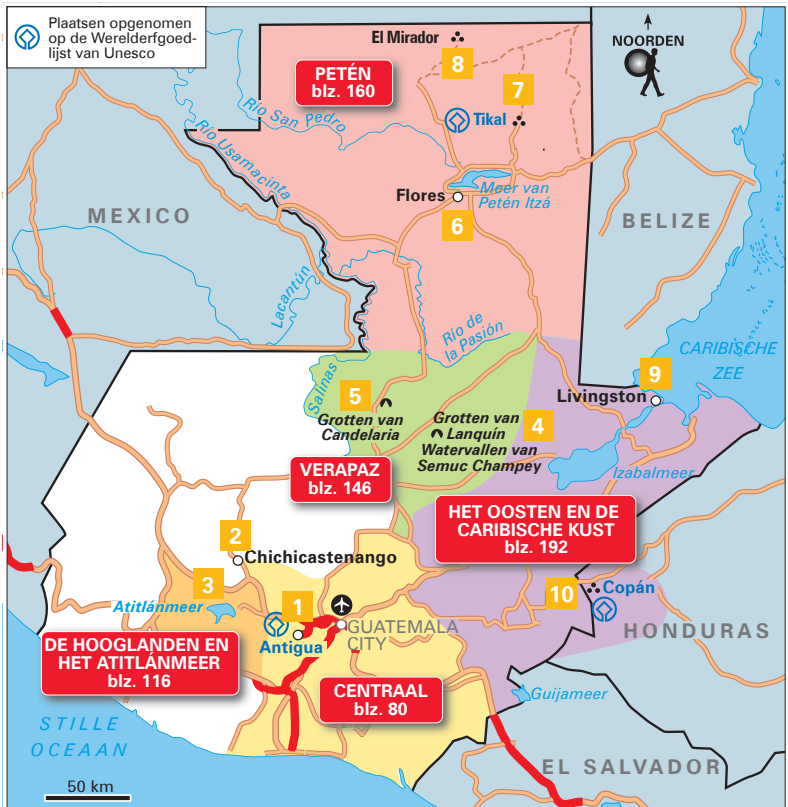 Plaatsen opgenomen
op de Werelderfgoed-
lijst van Unesco
El Mirador
8
NOORDEN
PETÉN
blz. 160
7
Tikal
Río San Pedro
Río Usamacinta
Flores
Meer van
Petén Itzá
6
MEXICO
BELIZE
Lacantún
Río de
la Pasión
CARIBISCHE
ZEE
Salinas
5
9
Livingston
Grotten van
Candelaria
Grotten van
Lanquín
Watervallen van
Semuc Champey
4
Izabalmeer
VERAPAZ
blz. 146
HET OOSTEN EN DE
CARIBISCHE KUST
blz. 192
2
Chichicastenango
3
Atitlánmeer
1
Antigua
GUATEMALA
CITY
10
Copán
HONDURAS
DE HOOGLANDEN EN
HET ATITLÁNMEER
blz. 116
CENTRAAL
blz. 80
Guijameer
STILLE
OCEAAN
EL SALVADOR
50 km